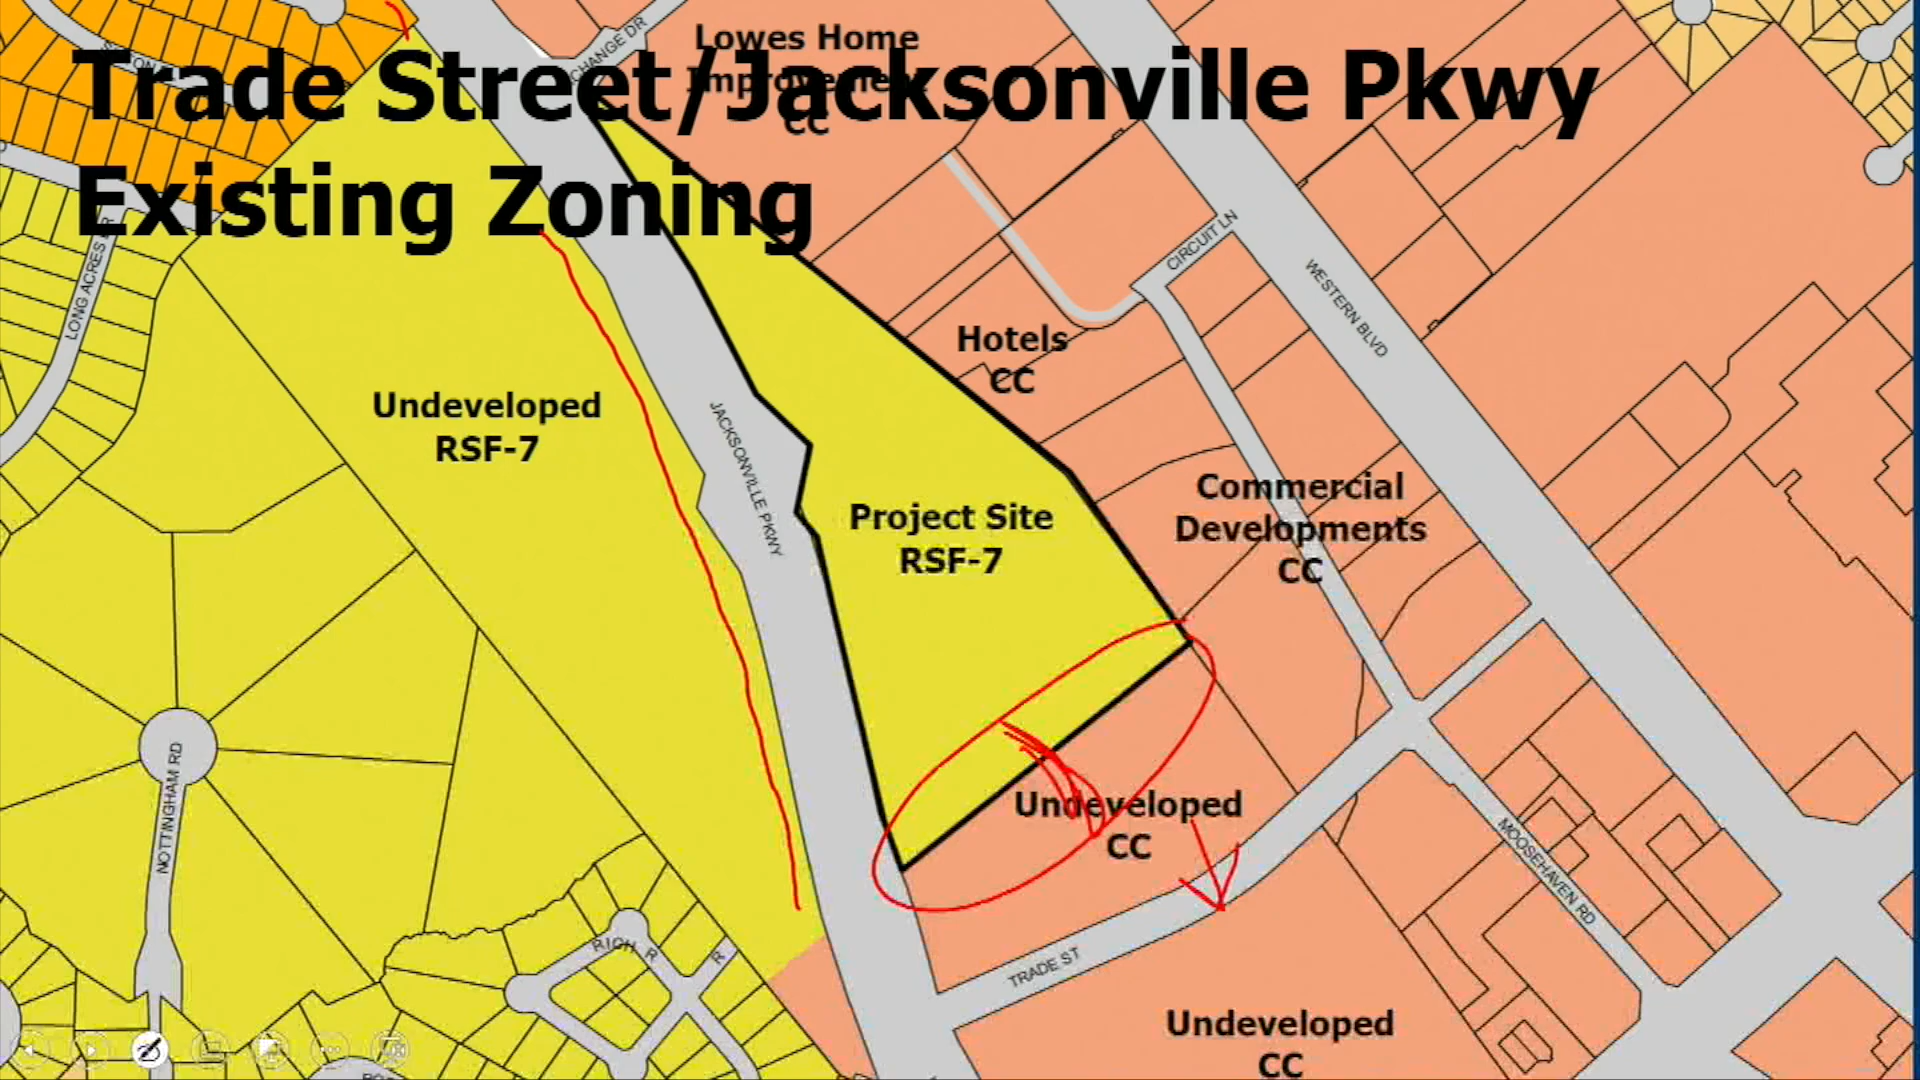 Trade Street/Jacksonville Pkwy
Existing Zoning
Lowes Home
Improvement
CC
CIRCUIT LN
WESTERN BLVD
LONG ACRES
Hotels
CC
Undeveloped
RSF-7
JACKSONVILLE PKWY
Project Site
RSF-7
Commercial
Developments
CC
NOTTINGHAM RD
Undeveloped
CC
MOOSEHAVEN RD
TRADE ST
Undeveloped
CC